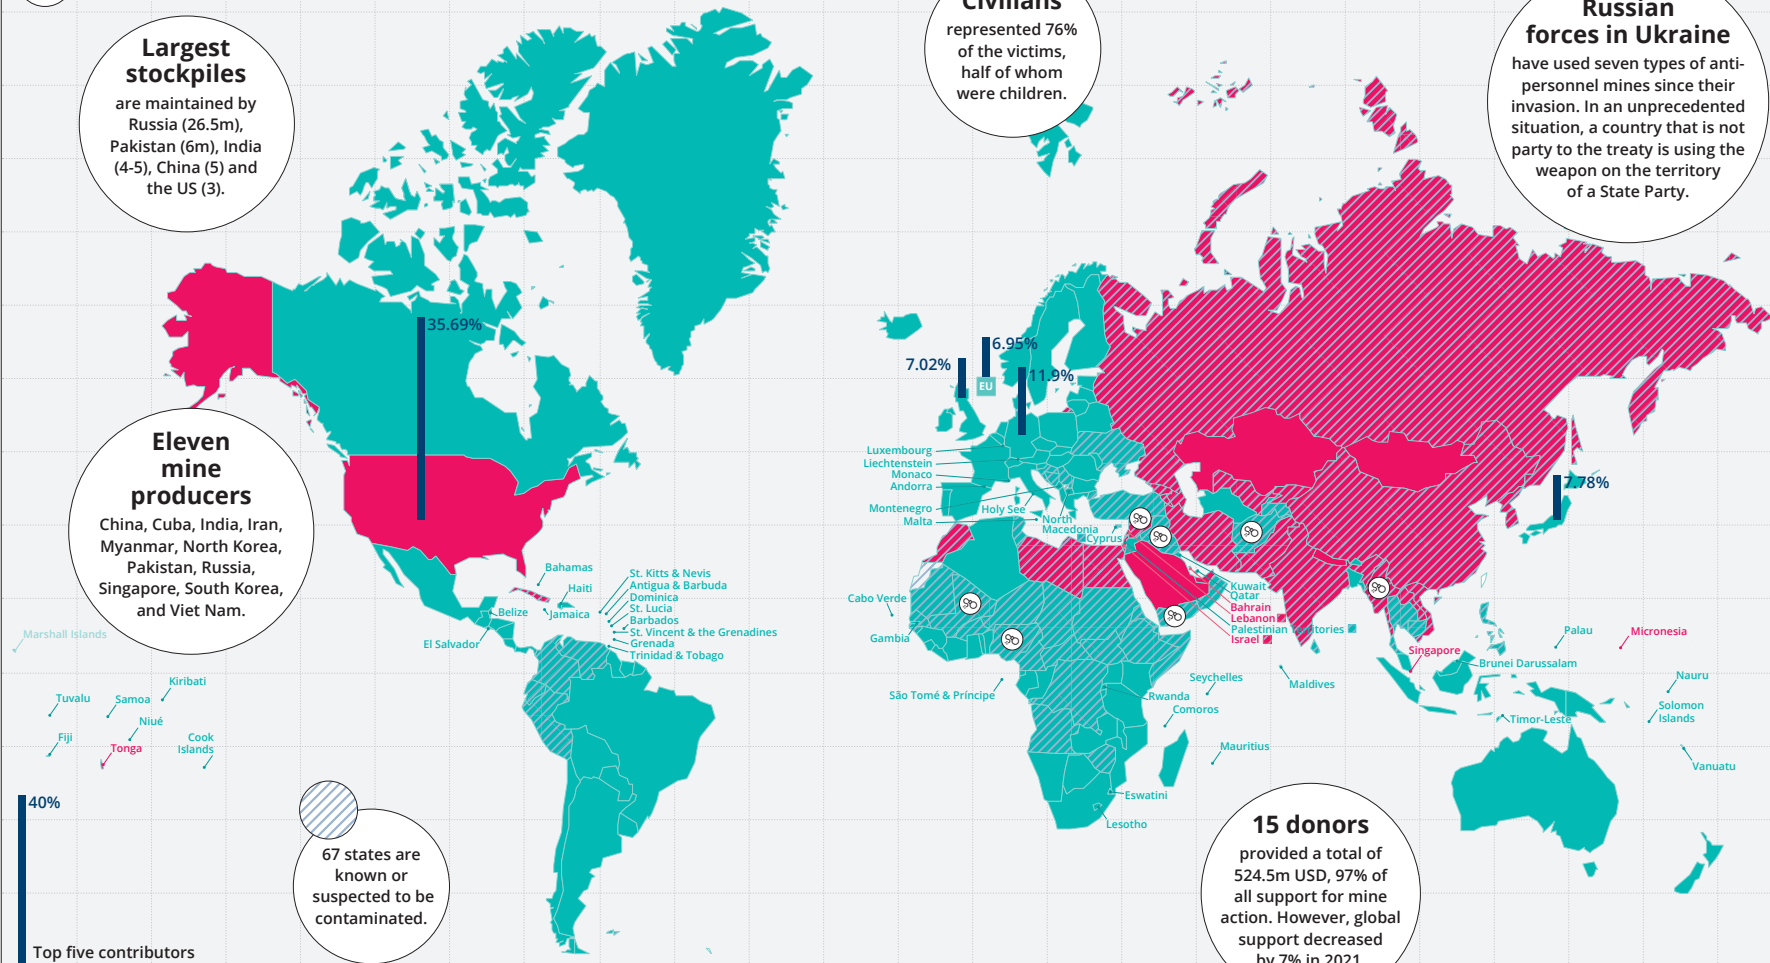 Largest
stockpiles
are maintained by
Russia (26.5m),
Pakistan (6m), India
(4-5), China (5) and
the US (3).
Civilians
represented 76%
of the victims,
half of whom
were children.
Russian
forces in Ukraine
have used seven types of anti-
personnel mines since their
invasion. In an unprecedented
situation, a country that is not
party to the treaty is using the
weapon on the territory
of a State Party.
35.69%
7.02%
6.95%
EU
11.9%
7.78%
Eleven
mine
producers
China, Cuba, India, Iran,
Myanmar, North Korea,
Pakistan, Russia,
Singapore, South Korea,
and Viet Nam.
Luxembourg
Liechtenstein
Monaco
Andorra
Montenegro
Malta
Holy See
North
Macedonia
Cyprus
Bahamas
Haiti
Belize
Jamaica
El Salvador
St. Kitts & Nevis
Antigua & Barbuda
Dominica
St. Lucia
Barbados
St. Vincent & the Grenadines
Grenada
Trinidad & Tobago
Cabo Verde
Gambia
São Tomé & Príncipe
Kuwait
Qatar
Bahrain
Lebanon
Palestinian
Israel
Singapore
Brunei Darussalam
Palau
Micronesia
Marshall Islands
Tuvalu
Samoa
Kiribati
Niué
Fiji
Tonga
Cook
Islands
Seychelles
Rwanda
Comoros
Maldives
Mauritius
Nauru
Solomon
Islands
Timor-Leste
Vanuatu
Eswatini
Lesotho
40%
Top five contributors
67 states are
known or
suspected to be
contaminated.
15 donors
provided a total of
524.5m USD, 97% of
all support for mine
action. However, global
support decreased
by 7% in 2021